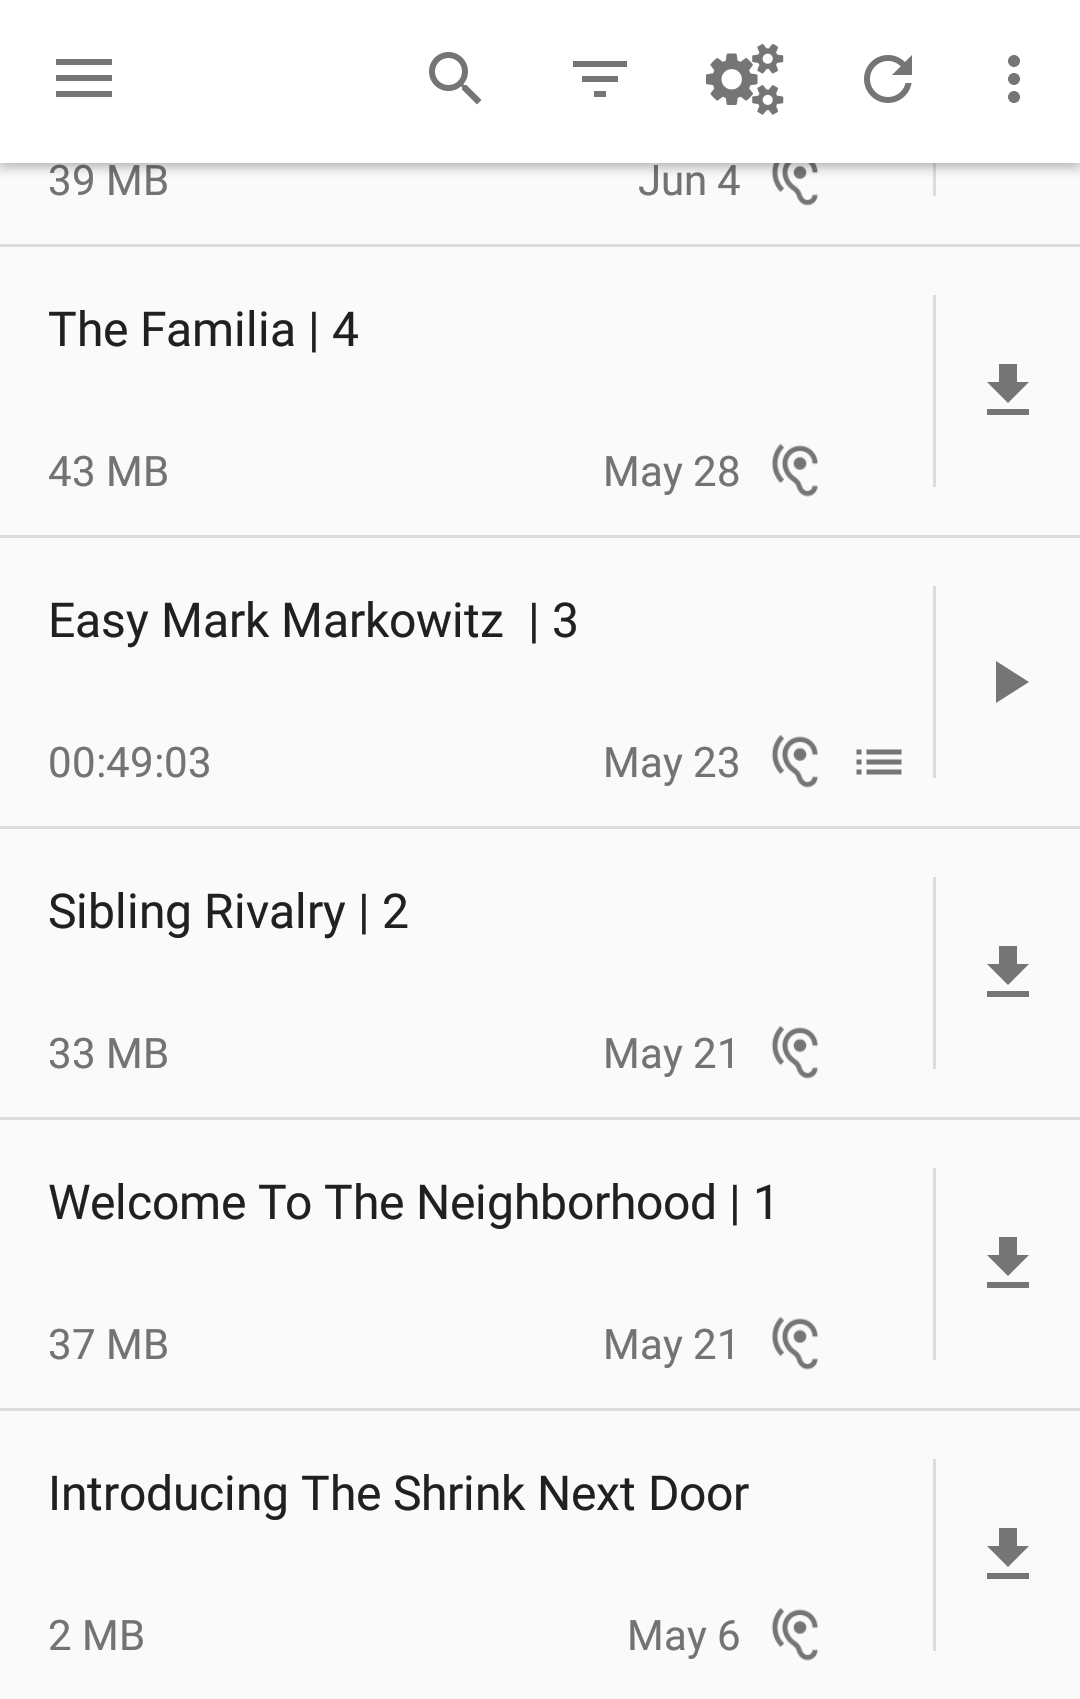 39 MB
Jun 4
The Familia | 4
43 MB
May 28
Easy Mark Markowitz  | 3
00:49:03
May 23
Sibling Rivalry | 2
33 MB
May 21
Welcome To The Neighborhood | 1
37 MB
May 21
Introducing The Shrink Next Door
2 MB
May 6